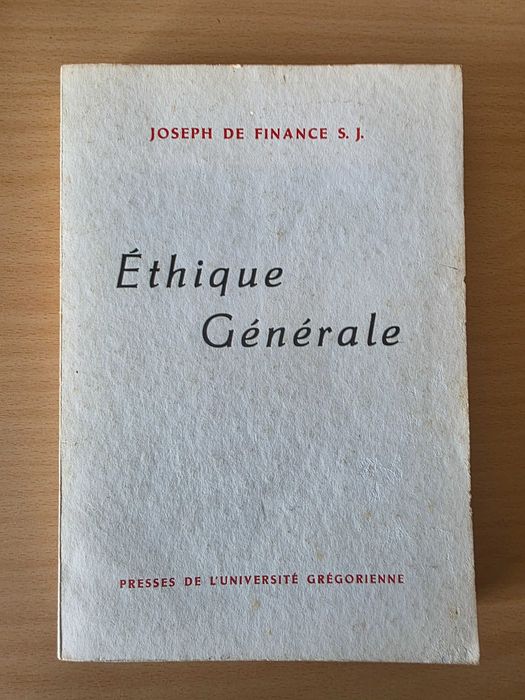 JOSEPH DE FINANCE S. J.
Éthique
Générale
PRESSES DE L'UNIVERSITÉ GRÉGORIENNE